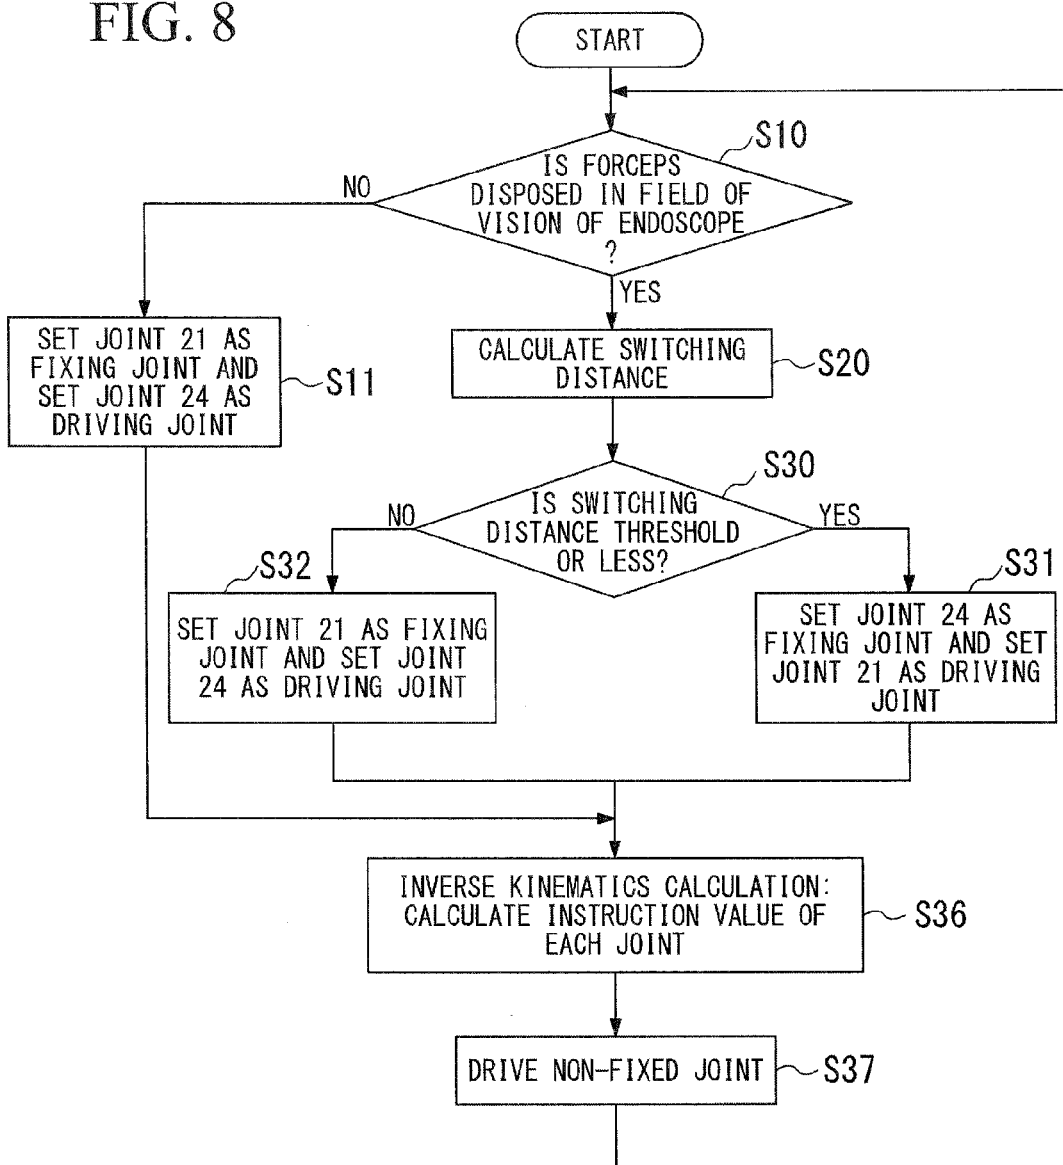 FIG. 8
START
S10
IS FORCEPS
DISPOSED IN FIELD OF
VISION OF ENDOSCOPE
?
NO
YES
SET JOINT 21 AS
FIXING JOINT AND
SET JOINT 24 AS
DRIVING JOINT
S11
CALCULATE SWITCHING
DISTANCE
S20
S30
IS SWITCHING
DISTANCE THRESHOLD
OR LESS?
NO
YES
S32
SET JOINT 21 AS FIXING
JOINT AND SET JOINT
24 AS DRIVING JOINT
S31
SET JOINT 24 AS
FIXING JOINT AND SET
JOINT 21 AS DRIVING
JOINT
INVERSE KINEMATICS CALCULATION:
CALCULATE INSTRUCTION VALUE OF
EACH JOINT
S36
DRIVE NON-FIXED JOINT
S37